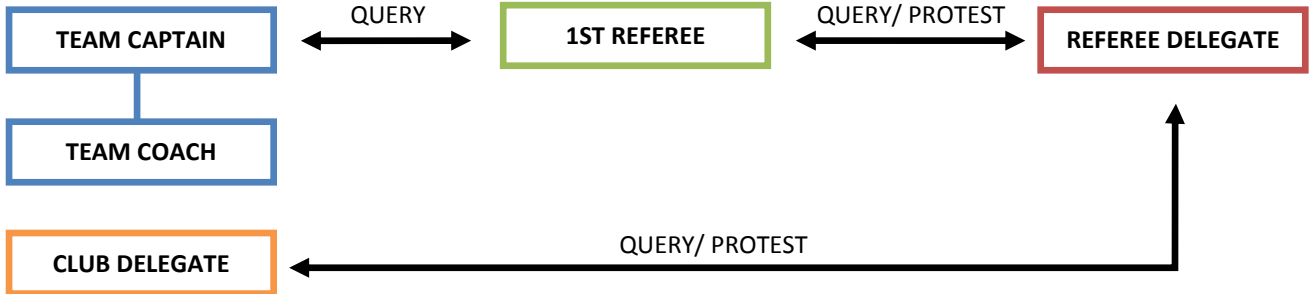 QUERY
QUERY/ PROTEST
TEAM CAPTAIN
1ST REFEREE
REFEREE DELEGATE
TEAM COACH
QUERY/ PROTEST
CLUB DELEGATE